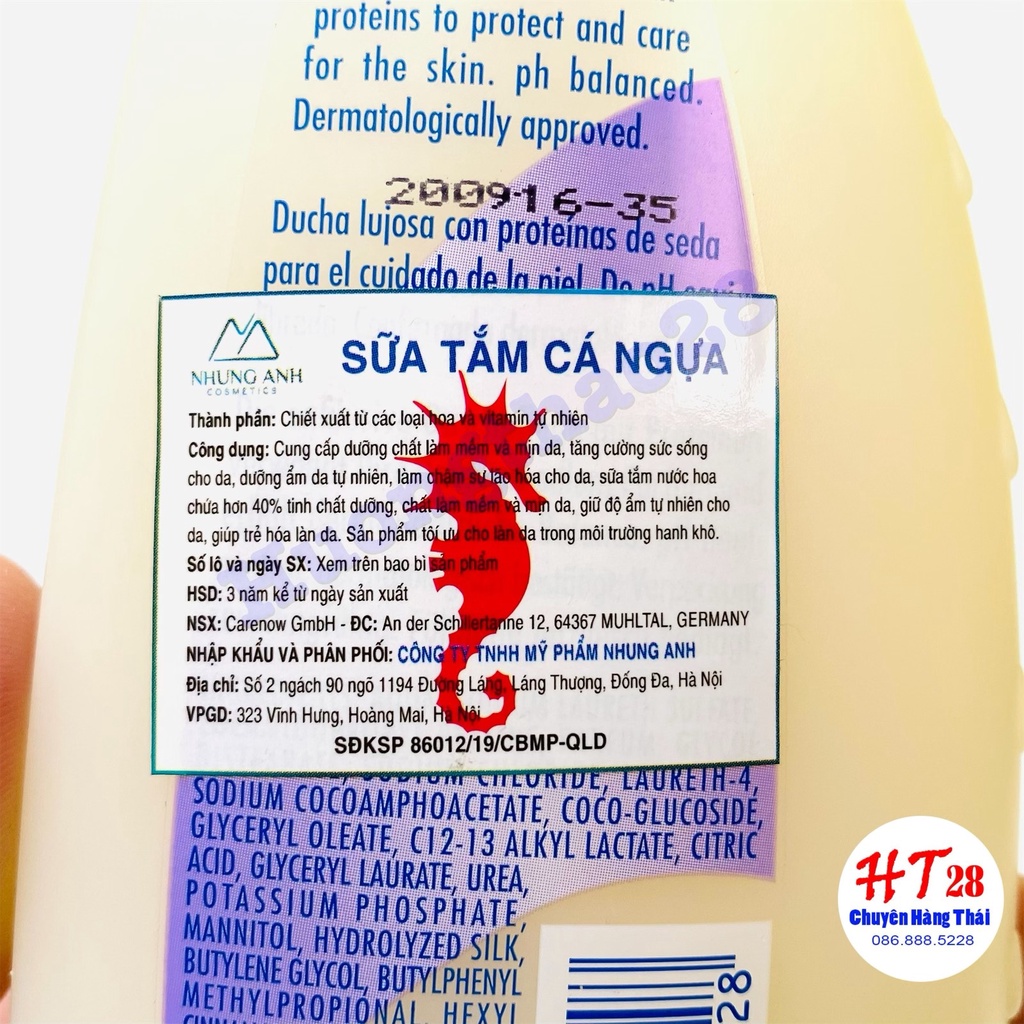 proteins to protect and care
for the skin. ph balanced.
Dermatologically approved.
200916-35
Ducha lujosa con proteínas de seda
para el cuidado de la piel. De pH
NHUNG ANH
COSMETICS
SỮA TẮM CÁ NGỰA
Thành phần: Chiết xuất từ các loại hoa và vitamin tự nhiên
Công dụng: Cung cấp dưỡng chất làm mềm và mịn da, tăng cường sức sống
cho da, dưỡng ẩm da tự nhiên, làm chậm sự lão hóa cho da, sữa tắm nước hoa
chứa hơn 40% tinh chất dưỡng, chất làm mềm và mịn da, giữ độ ẩm tự nhiên cho
da, giúp trẻ hóa làn da. Sản phẩm tối ưu cho làn da trong môi trường hanh khô.
Số lô và ngày SX: Xem trên bao bì sản phẩm
HSD: 3 năm kể từ ngày sản xuất
NSX: Carenow GmbH - ĐC: An der Schillertanne 12, 64367 MUHLTAL, GERMANY
NHẬP KHẨU VÀ PHÂN PHỐI: CÔNG TY TNHH MỸ PHẨM NHUNG ANH
Địa chỉ: Số 2 ngách 90 ngõ 1194 Đường Láng, Láng Thượng, Đống Đa, Hà Nội
VPGD: 323 Vĩnh Hưng, Hoàng Mai, Hà Nội
SĐKSP 86012/19/CBMP-QLD
SODIUM CHLORIDE, LAURETH-4,
SODIUM COCOAMPHOACETATE, COCO-GLUCOSIDE,
GLYCERYL OLEATE, C12-13 ALKYL LACTATE, CITRIC
ACID, GLYCERYL LAURATE, UREA,
POTASSIUM PHOSPHATE,
MANNITOL, HYDROLYZED SILK,
BUTYLENE GLYCOL, BUTYLPHENYL
METHYLPROPIONAL, HEXYL
28
HT28
Chuyên Hàng Thái
086.888.5228